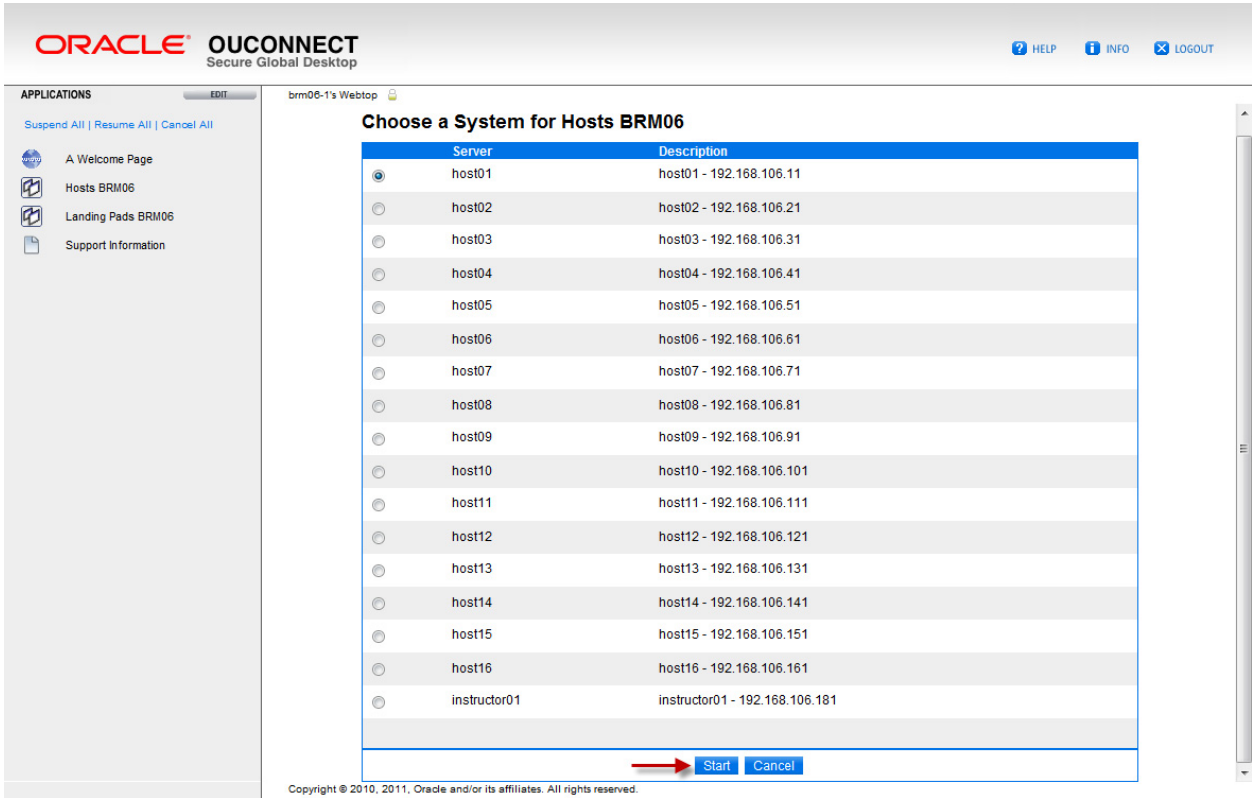 ORACLE® OUCONNECT
Secure Global Desktop
? HELP i INFO X LOGOUT
APPLICATIONS EDIT
Suspend All | Resume All | Cancel All
A Welcome Page
Hosts BRM06
Landing Pads BRM06
Support Information
brm06-1's Webtop
Choose a System for Hosts BRM06
Server Description
host01 host01 - 192.168.106.11
host02 host02 - 192.168.106.21
host03 host03 - 192.168.106.31
host04 host04 - 192.168.106.41
host05 host05 - 192.168.106.51
host06 host06 - 192.168.106.61
host07 host07 - 192.168.106.71
host08 host08 - 192.168.106.81
host09 host09 - 192.168.106.91
host10 host10 - 192.168.106.101
host11 host11 - 192.168.106.111
host12 host12 - 192.168.106.121
host13 host13 - 192.168.106.131
host14 host14 - 192.168.106.141
host15 host15 - 192.168.106.151
host16 host16 - 192.168.106.161
instructor01 instructor01 - 192.168.106.181
Start Cancel
Copyright © 2010, 2011, Oracle and/or its affiliates. All rights reserved.